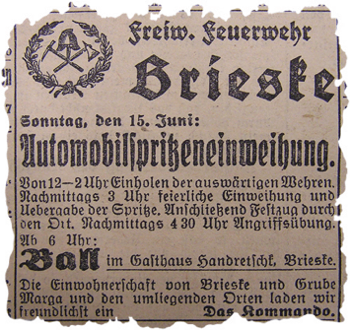 Freiw. Feuerwehr
Brieske
Sonntag, den 15. Juni:
Automobilspritzeneinweihung.
Von 12–2 Uhr Einholen der auswärtigen Wehren.
Nachmittags 3 Uhr feierliche Einweihung und
Uebergabe der Spritze. Anschließend Festzug durch
den Ort. Nachmittags 4 30 Uhr Angriffsübung.
Ab 6 Uhr:
Ball im Gasthaus Handretschk, Brieske.
Die Einwohnerschaft von Brieske und Grube
Marga und den umliegenden Orten laden wir
freundlichst ein Das Kommando.